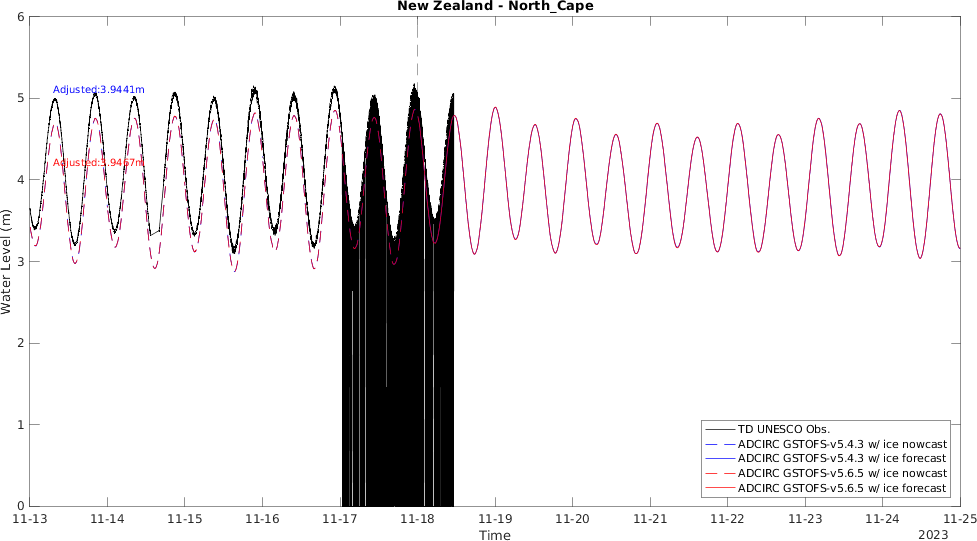 New Zealand - North_Cape
6
5
4
3
2
1
0
Water Level (m)
Adjusted:3.9441m
Adjusted:3.9467m
TD UNESCO Obs.
ADCIRC GSTOFS-v5.4.3 w/ ice nowcast
ADCIRC GSTOFS-v5.4.3 w/ ice forecast
ADCIRC GSTOFS-v5.6.5 w/ ice nowcast
ADCIRC GSTOFS-v5.6.5 w/ ice forecast
11-13 11-14 11-15 11-16 11-17 11-18 11-19 11-20 11-21 11-22 11-23 11-24 11-25
Time
2023